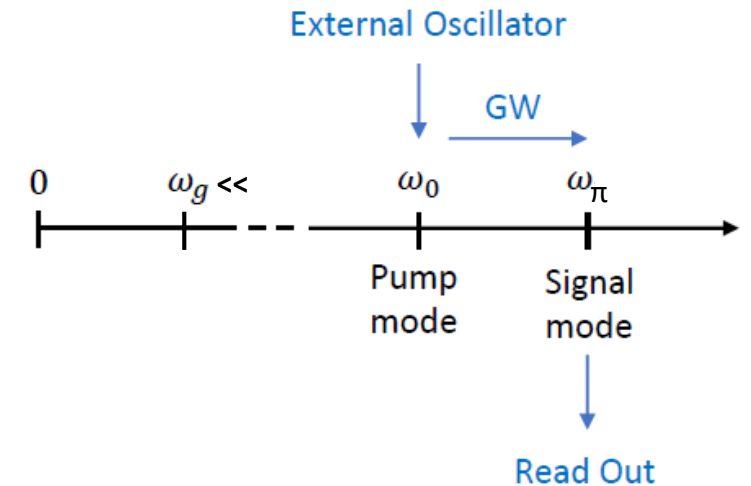 External Oscillator
GW
0 ω_g << ω_0 ω_π
Pump mode
Signal mode
Read Out